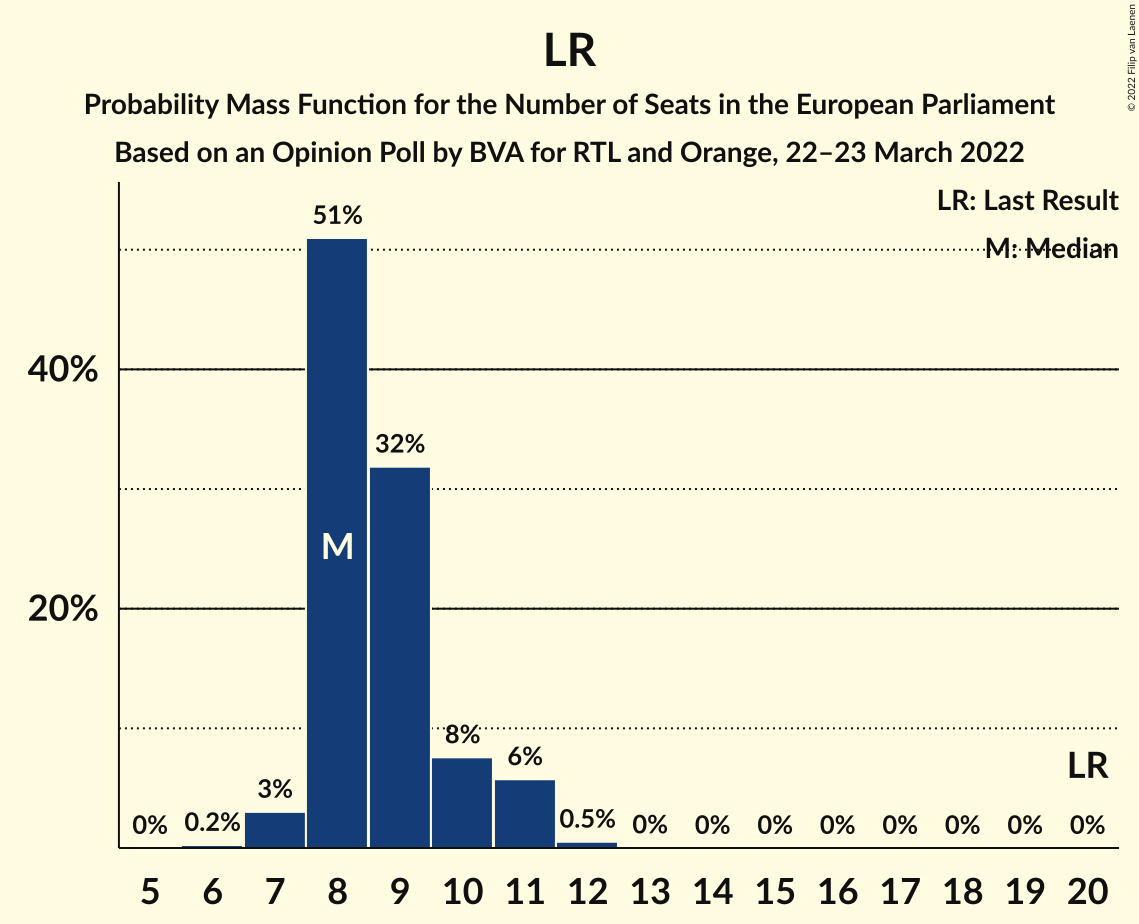 LR
Probability Mass Function for the Number of Seats in the European Parliament
Based on an Opinion Poll by BVA for RTL and Orange, 22–23 March 2022
© 2022 Filip van Laenen
LR: Last Result
M: Median
51%
40%
32%
M
20%
8%
6%
LR
3%
0% 0.2% 0.5% 0% 0% 0% 0% 0% 0% 0% 0%
5 6 7 8 9 10 11 12 13 14 15 16 17 18 19 20